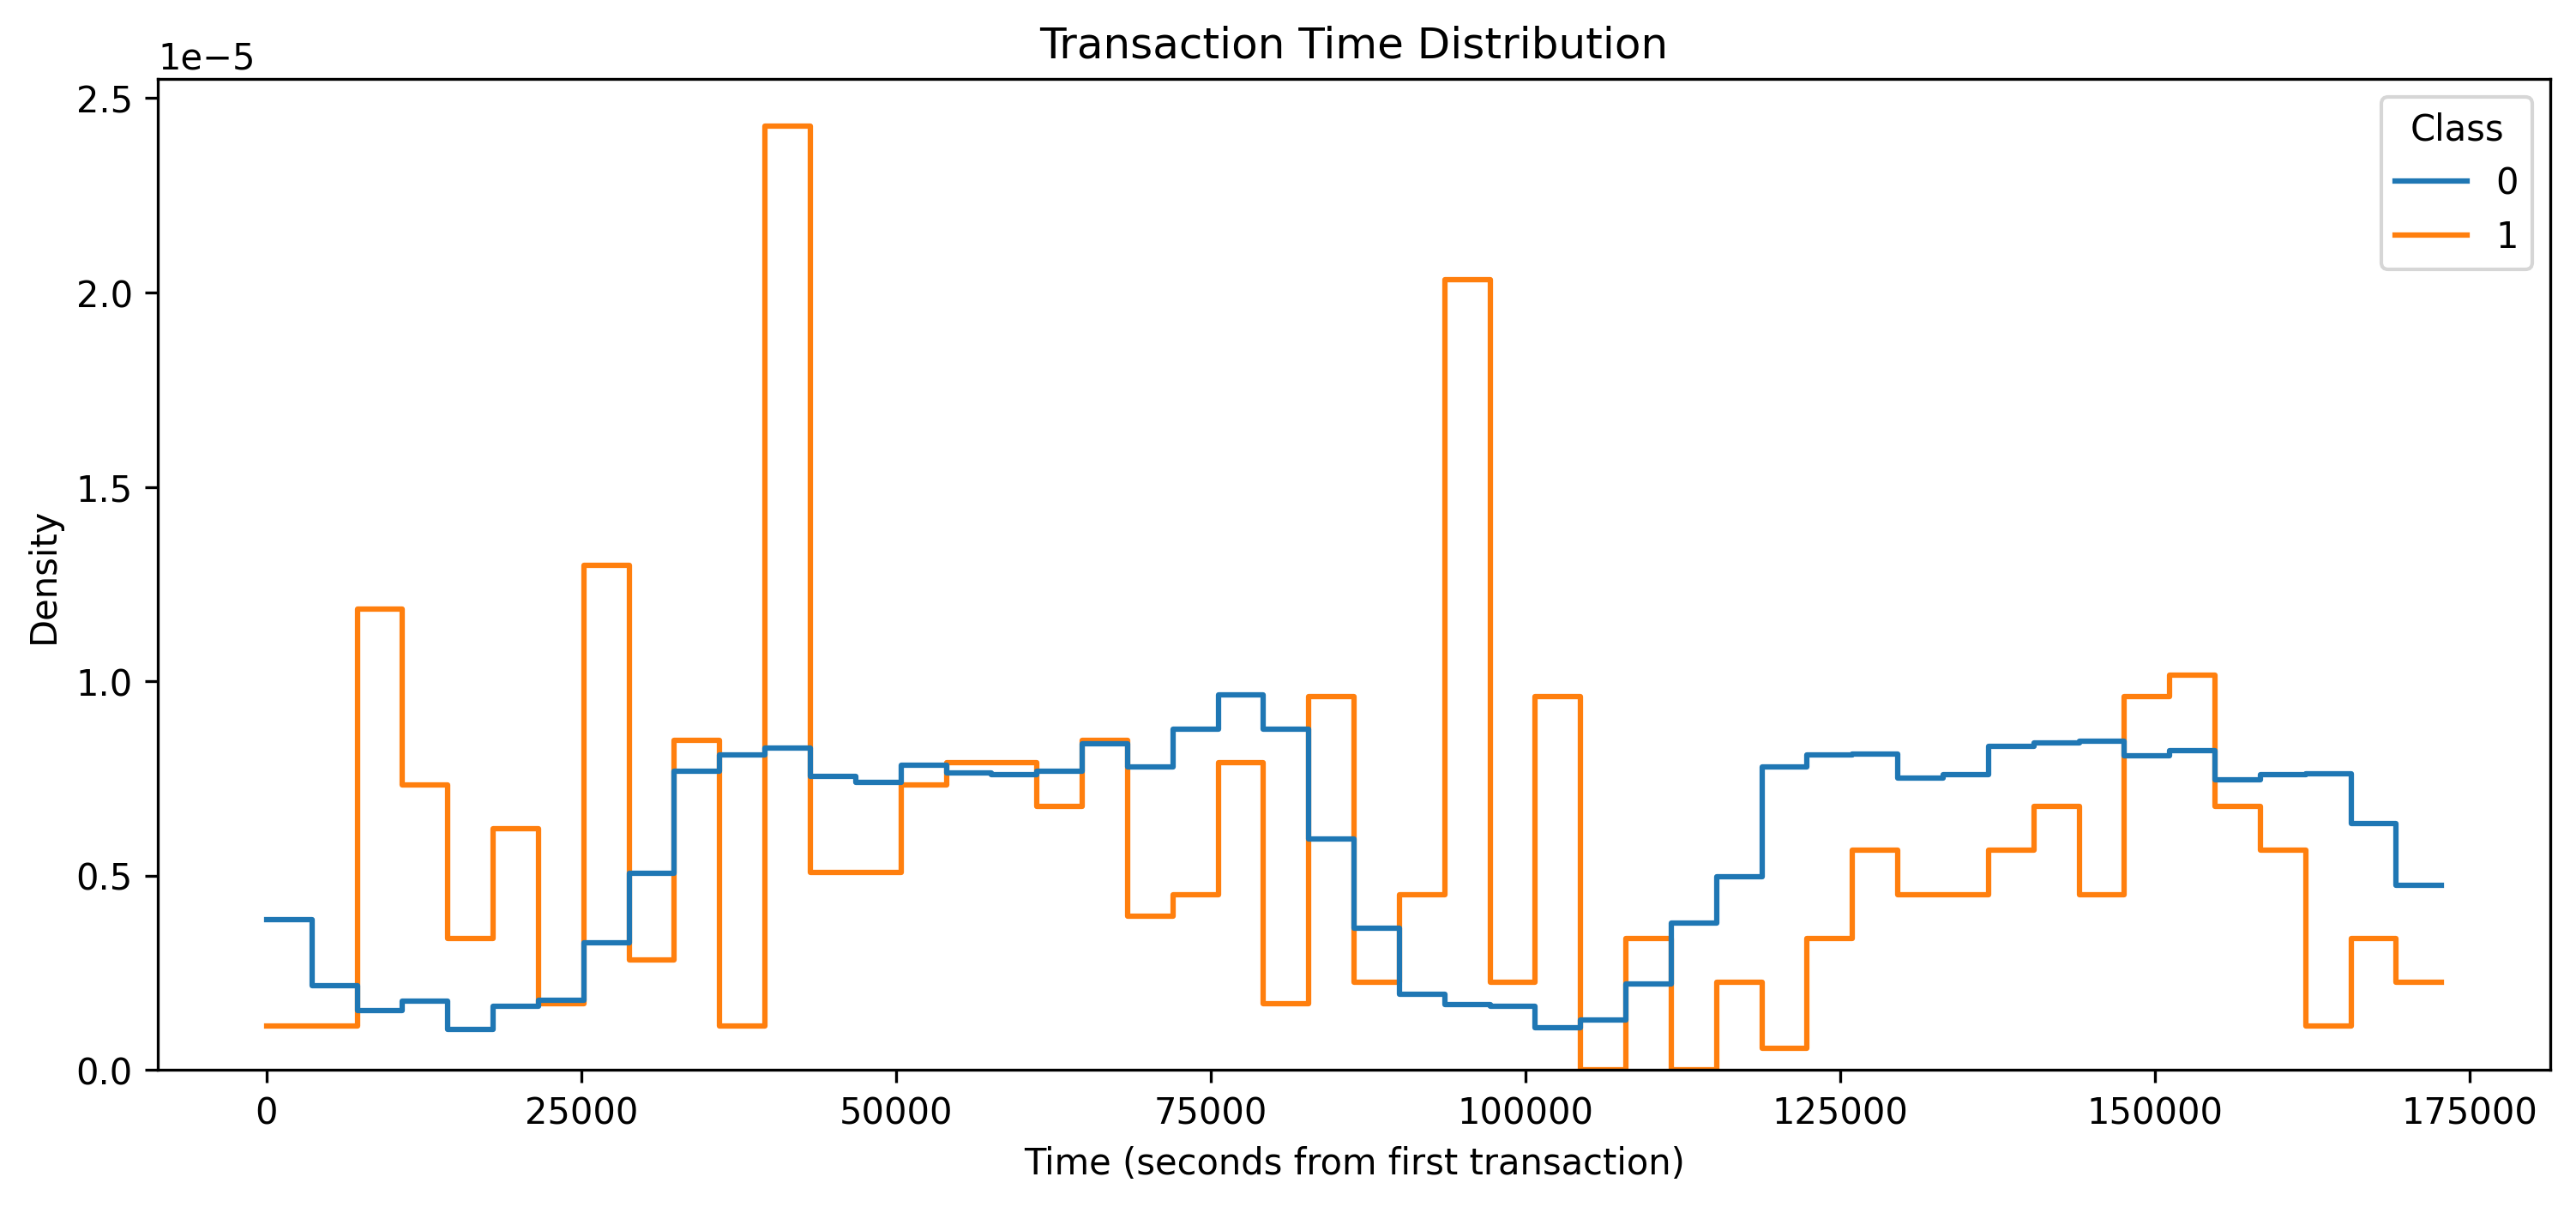 Transaction Time Distribution
1e−5
2.5
2.0
1.5
1.0
0.5
0.0
Density
Class
0
1
0 25000 50000 75000 100000 125000 150000 175000
Time (seconds from first transaction)